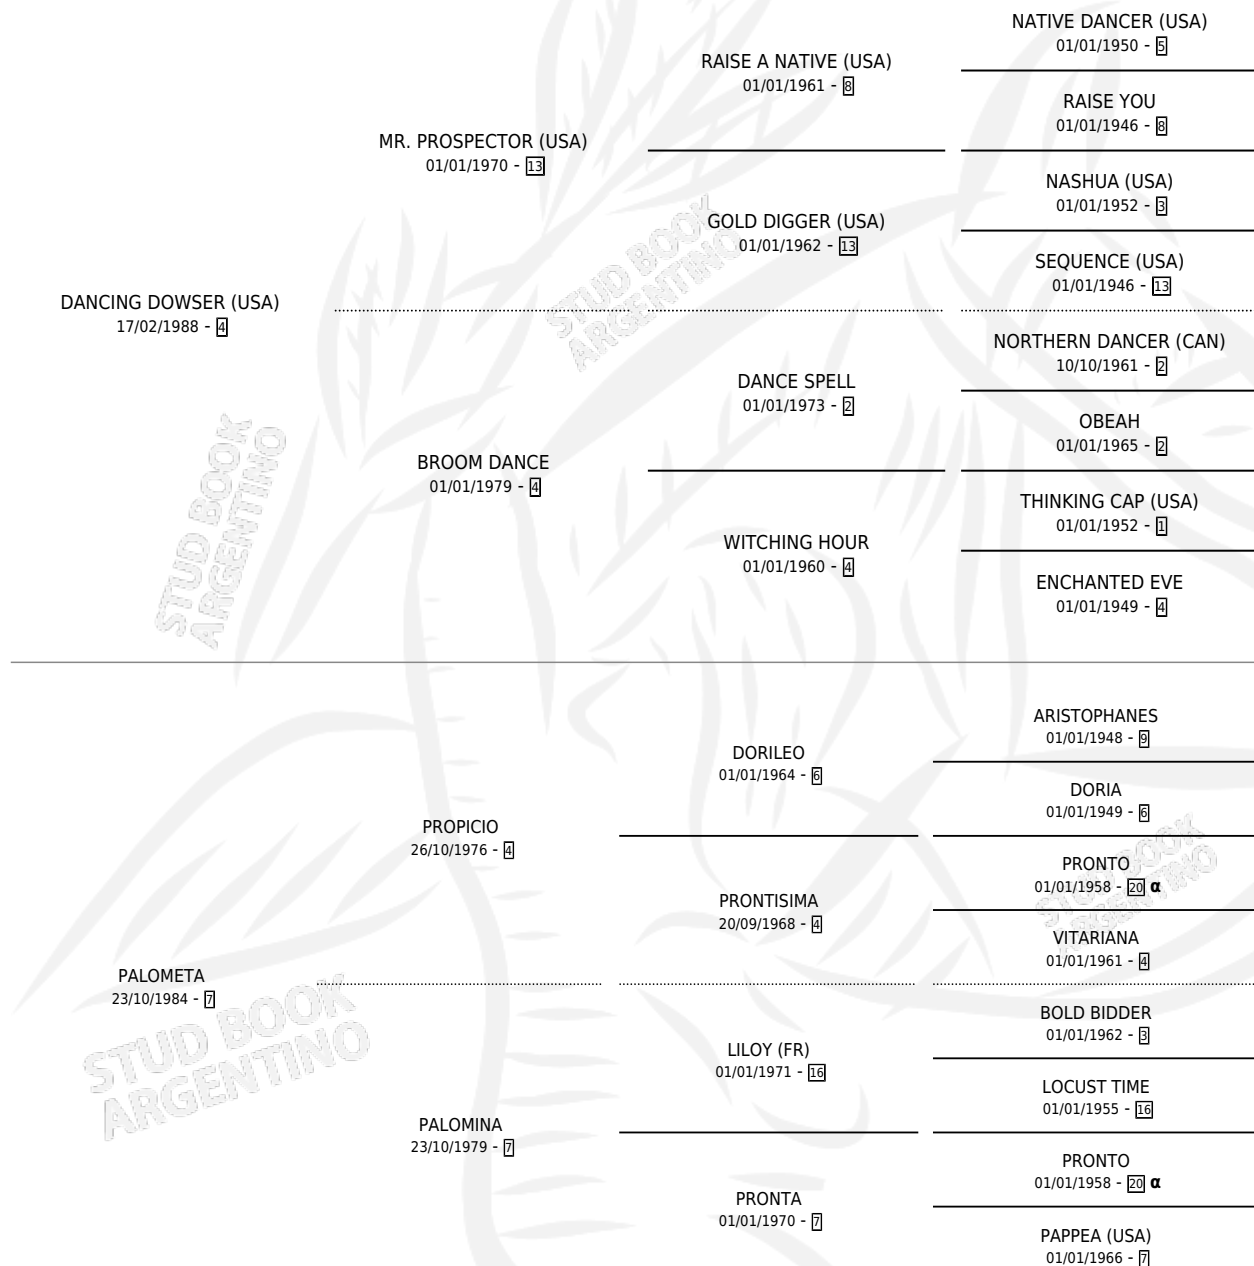 NATIVE DANCER (USA)
01/01/1950 - 5
RAISE A NATIVE (USA)
01/01/1961 - 8
RAISE YOU
01/01/1946 - 8
MR. PROSPECTOR (USA)
01/01/1970 - 13
NASHUA (USA)
01/01/1952 - 3
GOLD DIGGER (USA)
01/01/1962 - 13
SEQUENCE (USA)
01/01/1946 - 13
DANCING DOWSER (USA)
17/02/1988 - 4
NORTHERN DANCER (CAN)
10/10/1961 - 2
DANCE SPELL
01/01/1973 - 2
OBEAH
01/01/1965 - 2
BROOM DANCE
01/01/1979 - 4
THINKING CAP (USA)
01/01/1952 - 1
WITCHING HOUR
01/01/1960 - 4
ENCHANTED EVE
01/01/1949 - 4
ARISTOPHANES
01/01/1948 - 9
DORILEO
01/01/1964 - 6
DORIA
01/01/1949 - 6
PROPICIO
26/10/1976 - 4
PRONTO
01/01/1958 - 20 α
PRONTISIMA
20/09/1968 - 4
VITARIANA
01/01/1961 - 4
PALOMETA
23/10/1984 - 7
BOLD BIDDER
01/01/1962 - 3
LILOY (FR)
01/01/1971 - 16
LOCUST TIME
01/01/1955 - 16
PALOMINA
23/10/1979 - 7
PRONTO
01/01/1958 - 20 α
PRONTA
01/01/1970 - 7
PAPPEA (USA)
01/01/1966 - 7
STUD BOOK
ARGENTINO
STUD BOOK
ARGENTINO
STUD BOOK
ARGENTINO
STUD BOOK
ARGENTINO